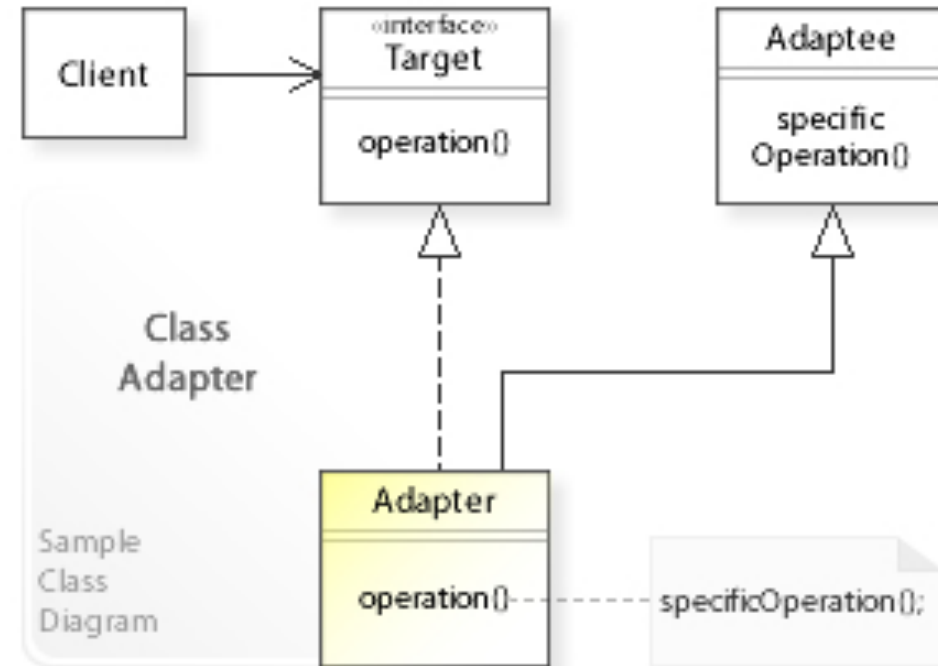 Client
«interface»
Target
operation()
Adaptee
specific
Operation()
Class
Adapter
Adapter
operation()
specificOperation();
Sample
Class
Diagram